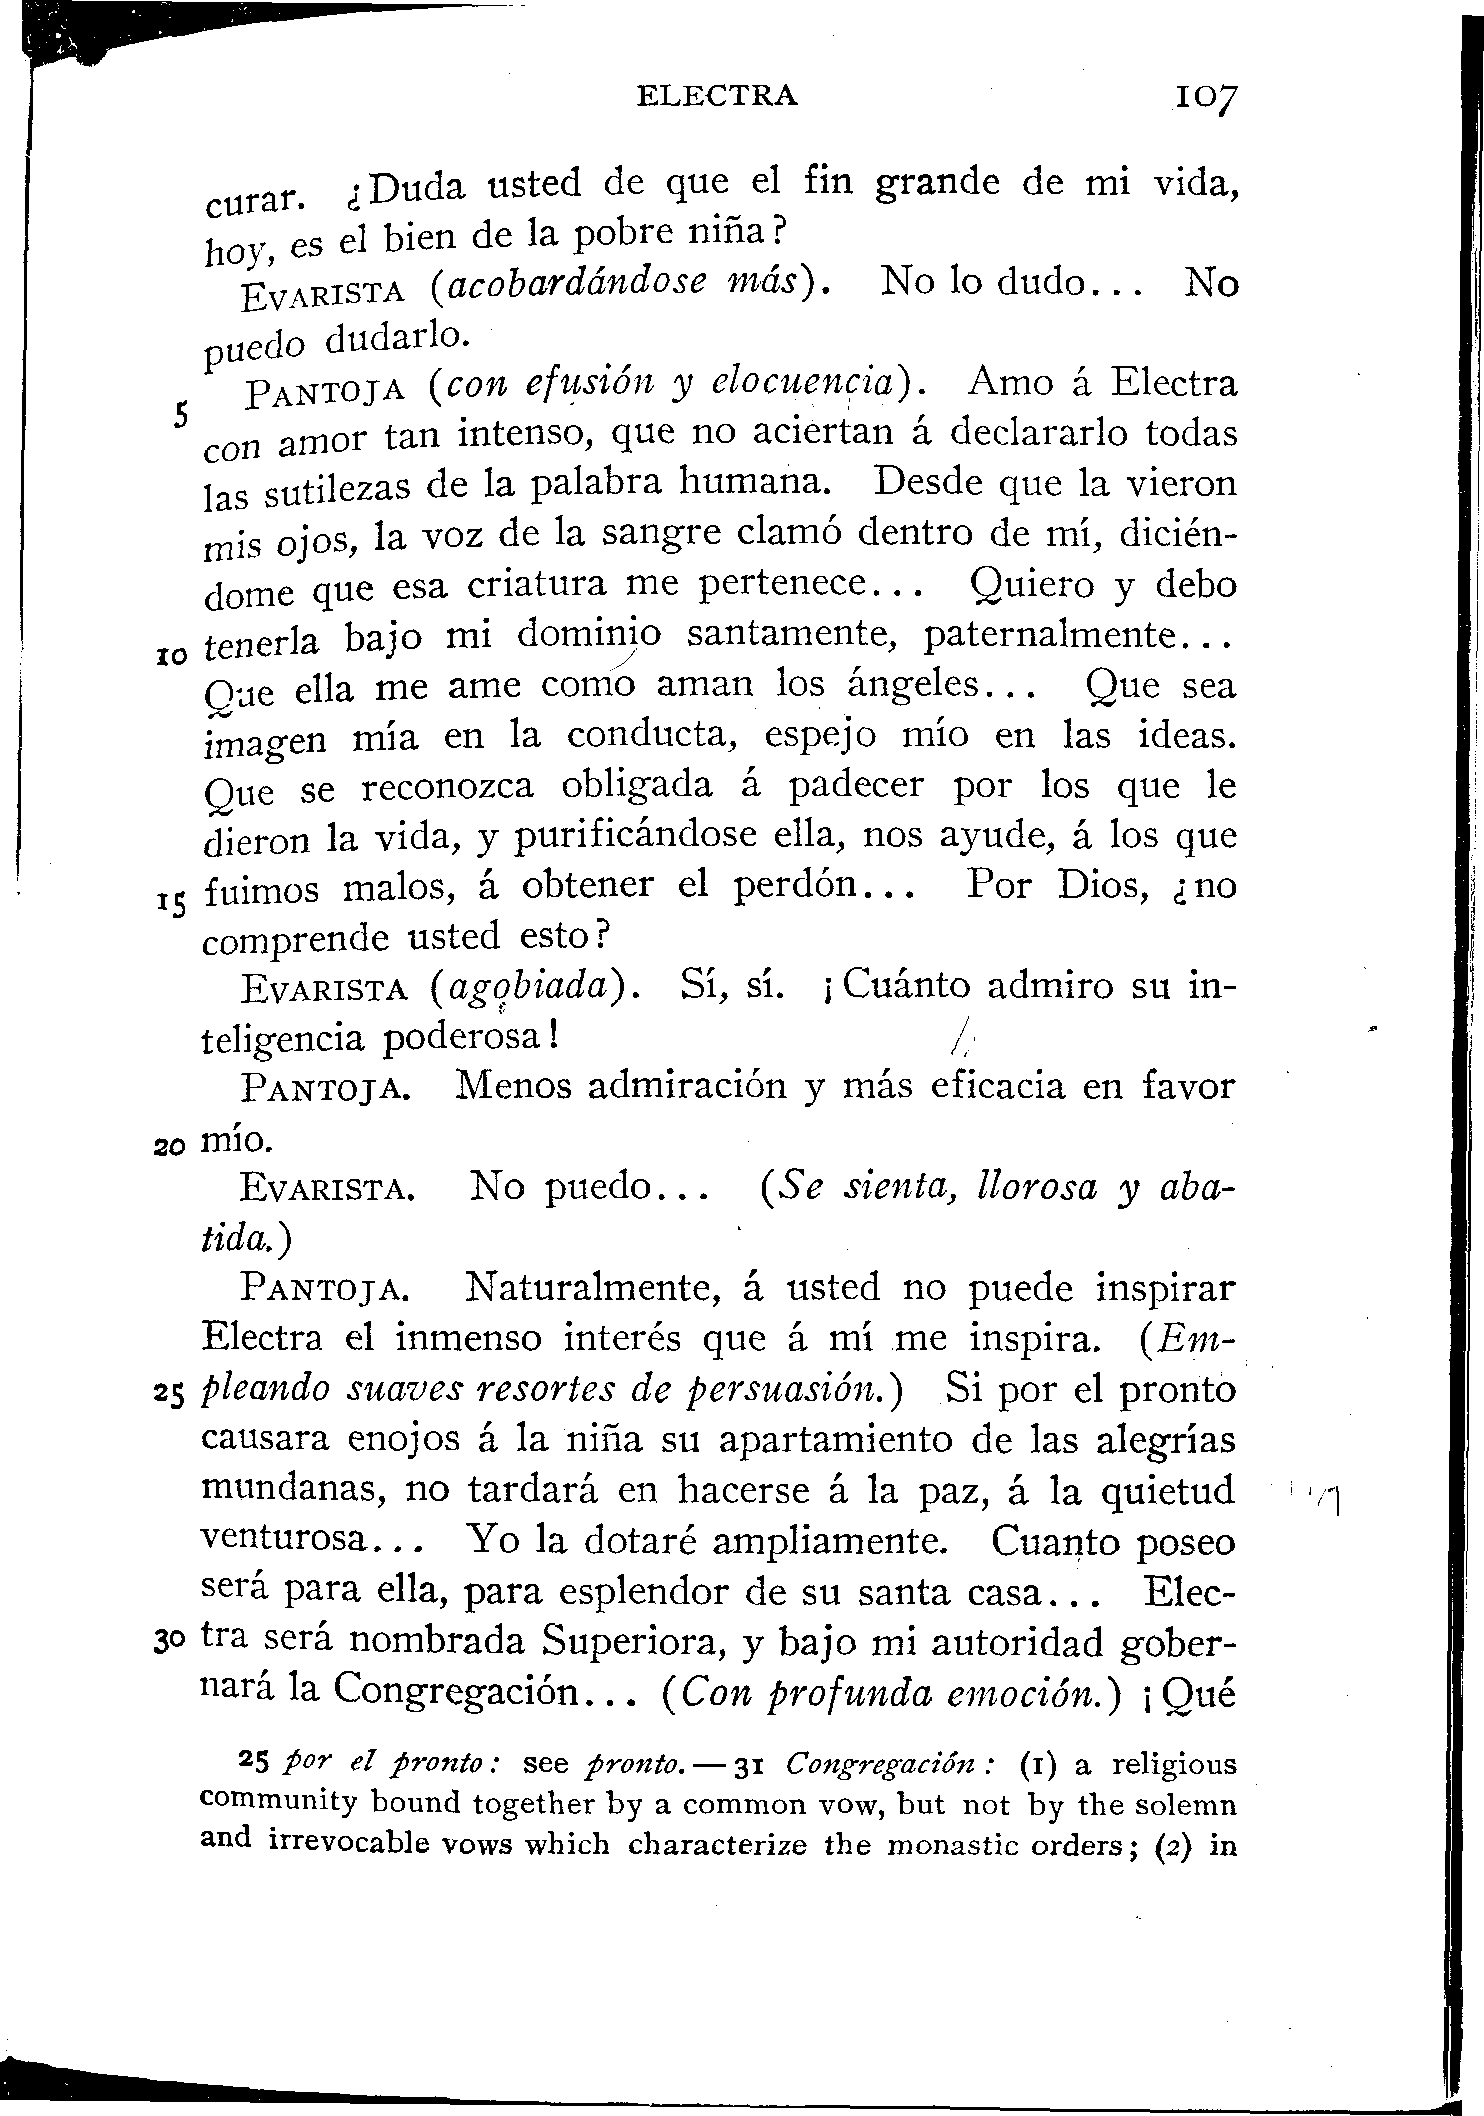 ELECTRA 107
curar. ¿Duda usted de que el fin grande de mi vida,
hoy, es el bien de la pobre niña?
EVARISTA (acobardándose más). No lo dudo... No
puedo dudarlo.
5 PANTOJA (con efusión y elocuencia). Amo á Electra
con amor tan intenso, que no aciertan á declararlo todas
las sutilezas de la palabra humana. Desde que la vieron
mis ojos, la voz de la sangre clamó dentro de mí, dicién-
dome que esa criatura me pertenece... Quiero y debo
10 tenerla bajo mi dominio santamente, paternalmente...
Que ella me ame como aman los ángeles... Que sea
imagen mía en la conducta, espejo mío en las ideas.
Que se reconozca obligada á padecer por los que le
dieron la vida, y purificándose ella, nos ayude, á los que
15 fuimos malos, á obtener el perdón... Por Dios, ¿no
comprende usted esto?
EVARISTA (agobiada). Sí, sí. ¡Cuánto admiro su in-
teligencia poderosa!
PANTOJA. Menos admiración y más eficacia en favor
20 mío.
EVARISTA. No puedo... (Se sienta, llorosa y aba-
tida.)
PANTOJA. Naturalmente, á usted no puede inspirar
Electra el inmenso interés que á mí me inspira. (Em-
25 pleando suaves resortes de persuasión.) Si por el pronto
causara enojos á la niña su apartamiento de las alegrías
mundanas, no tardará en hacerse á la paz, á la quietud
venturosa... Yo la dotaré ampliamente. Cuanto poseo
será para ella, para esplendor de su santa casa... Elec-
30 tra será nombrada Superiora, y bajo mi autoridad gober-
nará la Congregación... (Con profunda emoción.) ¡Qué
25 por el pronto: see pronto.—31 Congregación: (1) a religious
community bound together by a common vow, but not by the solemn
and irrevocable vows which characterize the monastic orders; (2) in